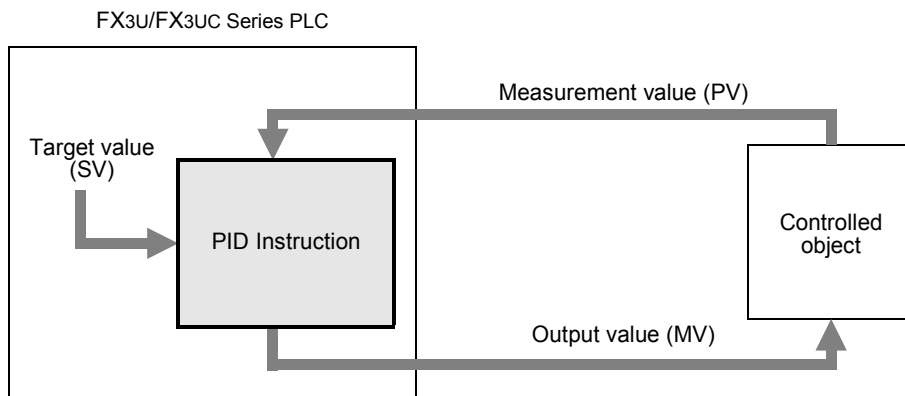 FX3U/FX3UC Series PLC
Measurement value (PV)
Target value
(SV)
PID Instruction
Controlled
object
Output value (MV)